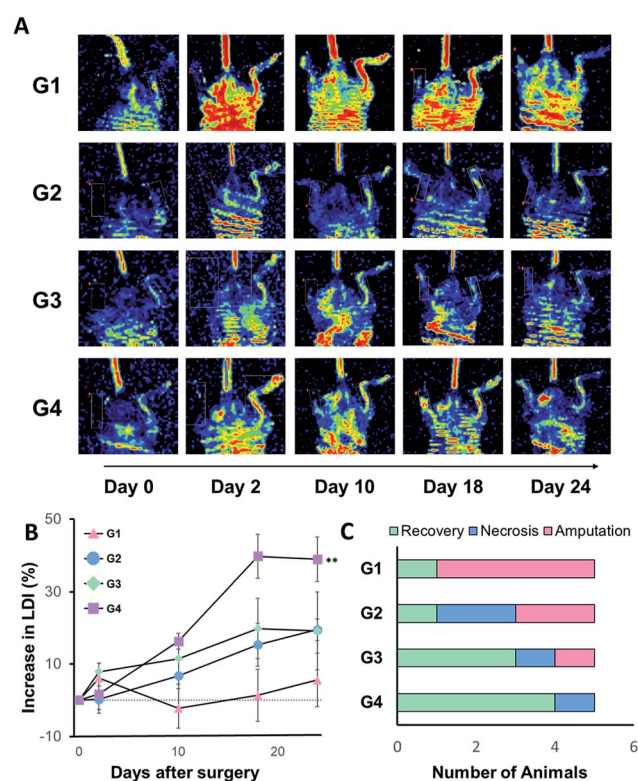 A
G1
G2
G3
G4
Day 0 Day 2 Day 10 Day 18 Day 24
B
50
30
10
-10
0 20
Increase in LDI (%)
Days after surgery
G1
G2
G3
G4
**
C
Recovery Necrosis Amputation
G1
G2
G3
G4
0 2 4 6
Number of Animals